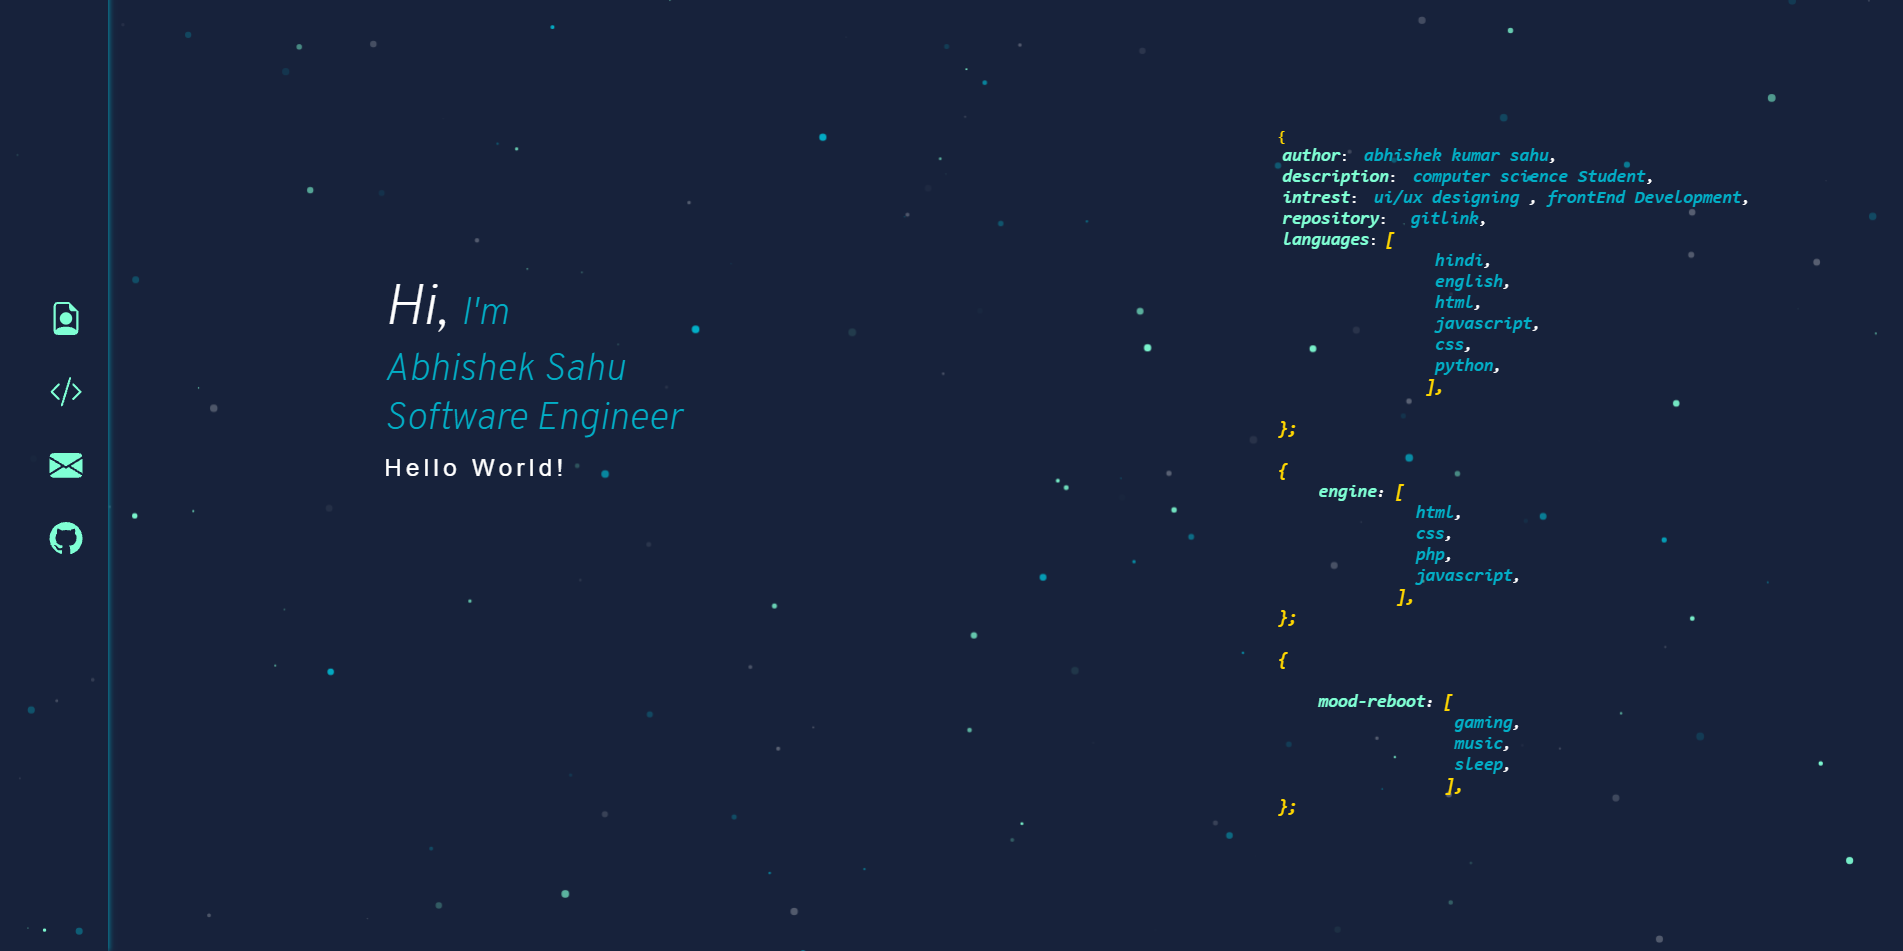 Hi, I'm
Abhishek Sahu
Software Engineer
Hello World!
{
author: abhishek kumar sahu,
description: computer science Student,
intrest: ui/ux designing , frontEnd Development,
repository: gitlink,
languages: [
hindi,
english,
html,
javascript,
css,
python,
],
};
{
engine: [
html,
css,
php,
javascript,
],
};
{
mood-reboot: [
gaming,
music,
sleep,
],
};